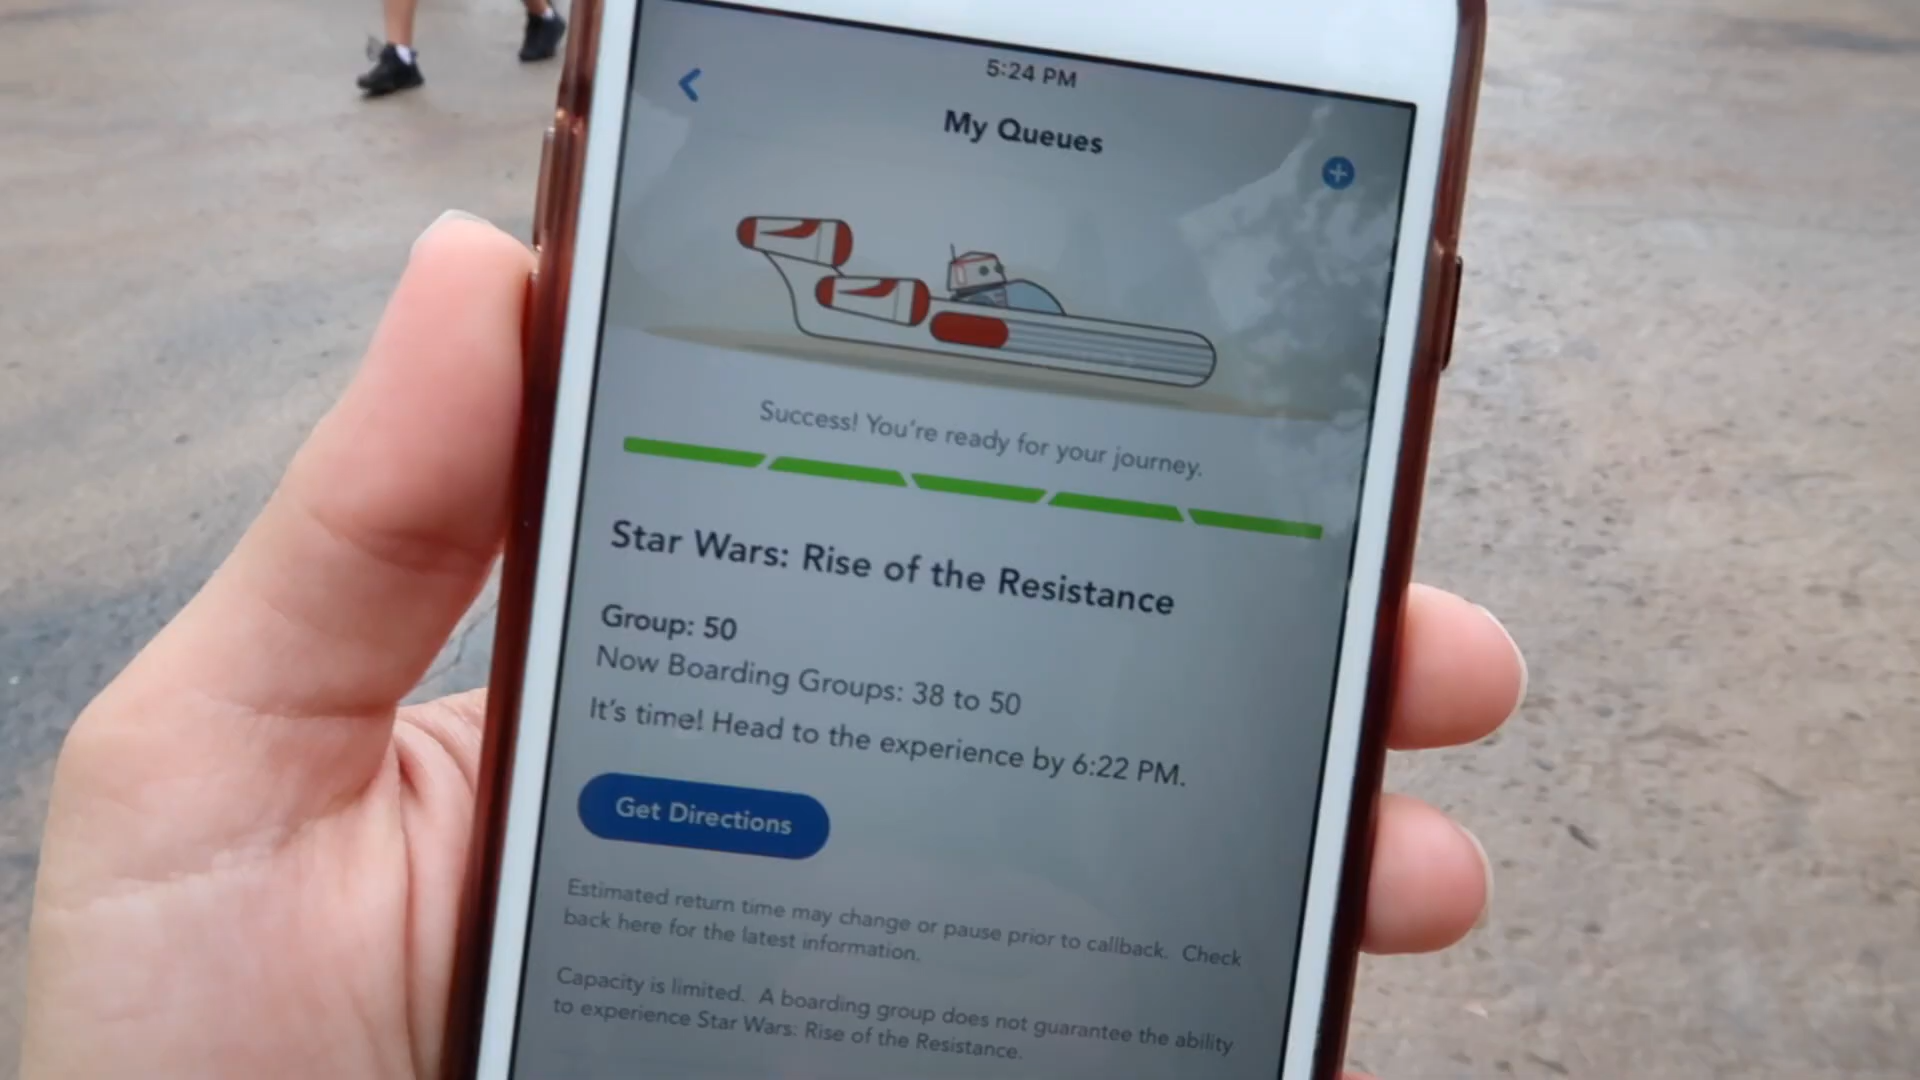 5:24 PM
My Queues
Success! You're ready for your journey.
Star Wars: Rise of the Resistance
Group: 50
Now Boarding Groups: 38 to 50
It's time! Head to the experience by 6:22 PM.
Get Directions
Estimated return time may change or pause prior to callback. Check
back here for the latest information.
Capacity is limited. A boarding group does not guarantee the ability
to experience Star Wars: Rise of the Resistance.